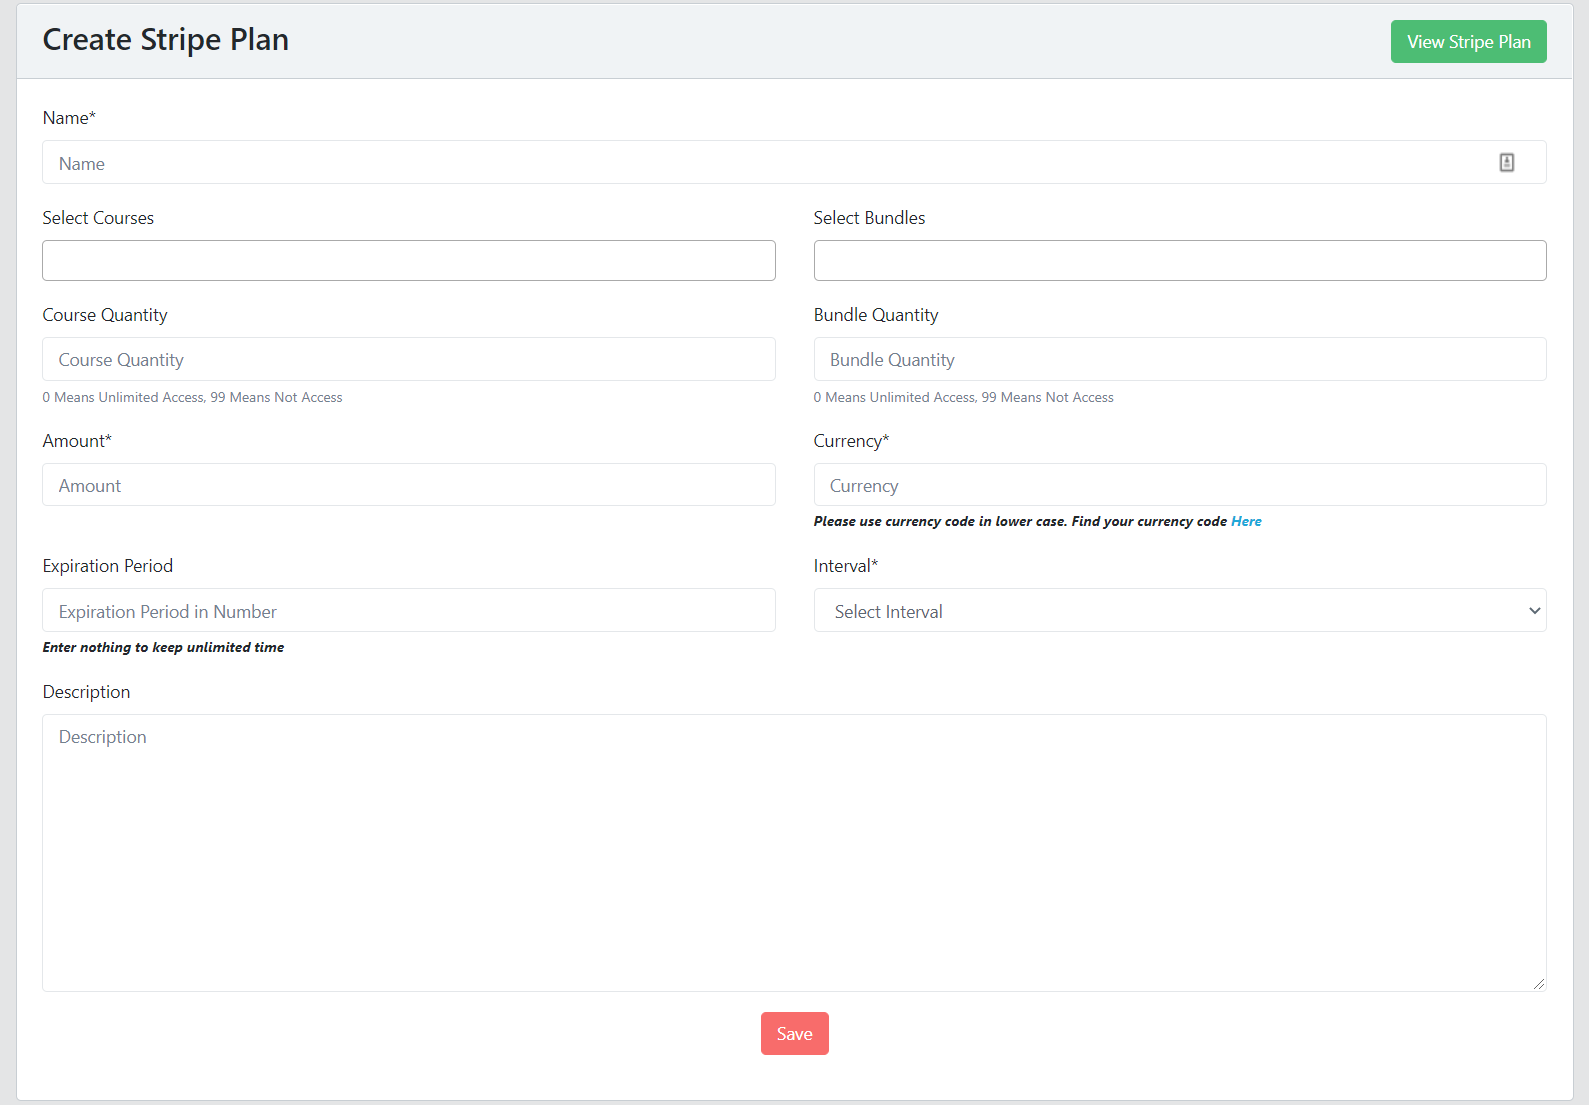 Create Stripe Plan
View Stripe Plan
Name*
Name
Select Courses
Select Bundles
Course Quantity
Bundle Quantity
Course Quantity
Bundle Quantity
0 Means Unlimited Access, 99 Means Not Access
0 Means Unlimited Access, 99 Means Not Access
Amount*
Currency*
Amount
Currency
Please use currency code in lower case. Find your currency code Here
Expiration Period
Interval*
Expiration Period in Number
Select Interval
Enter nothing to keep unlimited time
Description
Description
Save